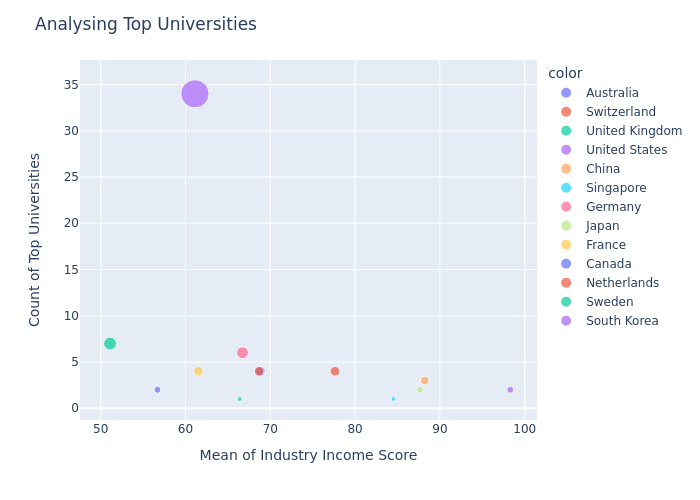 Analysing Top Universities
color
Australia
Switzerland
United Kingdom
United States
China
Singapore
Germany
Japan
France
Canada
Netherlands
Sweden
South Korea
Count of Top Universities
35
30
25
20
15
10
5
0
50 60 70 80 90 100
Mean of Industry Income Score